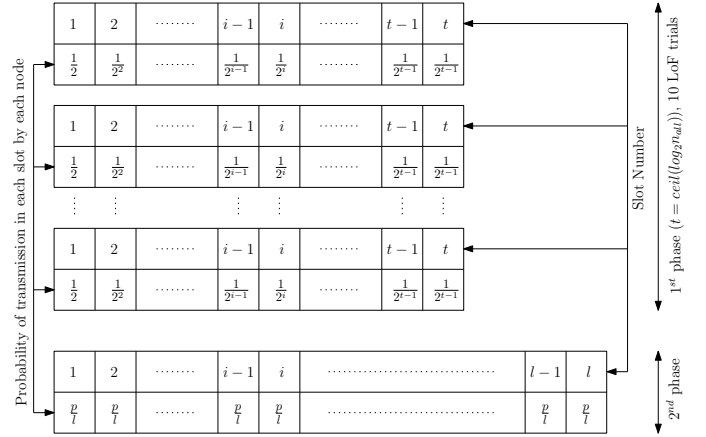 Probability of transmission in each slot by each node
1 2 ········ i − 1 i ········ t − 1 t
1/2 1/2^2 ········ 1/2^{i−1} 1/2^i ········ 1/2^{t−1} 1/2^{t−1}
1 2 ········ i − 1 i ········ t − 1 t
1/2 1/2^2 ········ 1/2^{i−1} 1/2^i ········ 1/2^{t−1} 1/2^{t−1}
1 2 ········ i − 1 i ········ t − 1 t
1/2 1/2^2 ········ 1/2^{i−1} 1/2^i ········ 1/2^{t−1} 1/2^{t−1}
1 2 ········ i − 1 i ································ l − 1 l
p/l p/l ········ p/l p/l ································ p/l p/l
Slot Number
1^{st} phase (t = ceil(log_2 n_{all})), 10 LoF trials
2^{nd} phase